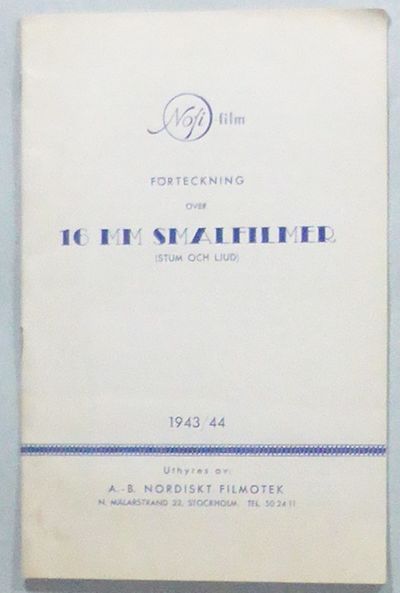 Nofi-film
FÖRTECKNING
ÖVER
16 MM SMALFILMER
(STUM OCH LJUD)
1943/44
Uthyres av:
A.-B. NORDISKT FILMOTEK
N. MÄLARSTRAND 22, STOCKHOLM. TEL. 50 24 11